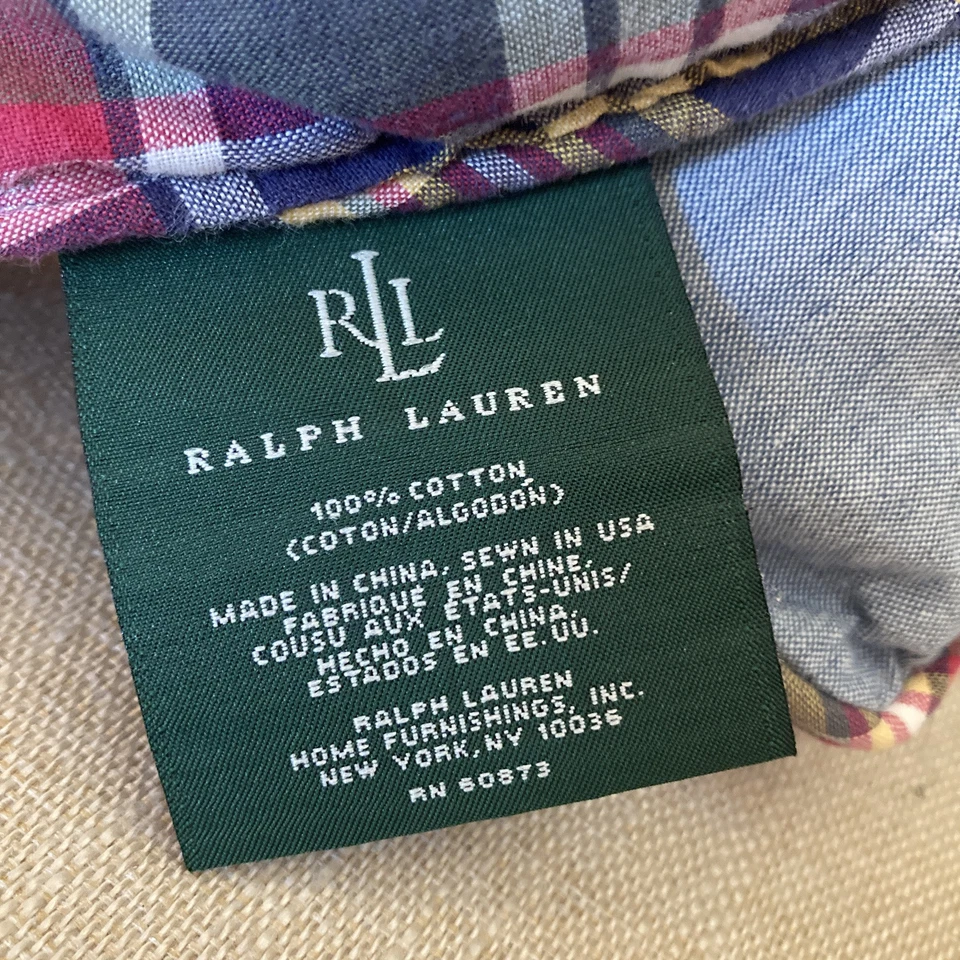 RLL
RALPH LAUREN
100% COTTON,
(COTON/ALGODÓN)
MADE IN CHINA, SEWN IN USA
FABRIQUÉ EN CHINE,
COUSU AUX ÉTATS-UNIS/
HECHO EN CHINA,
ESTADOS EN EE.UU.
RALPH LAUREN
HOME FURNISHINGS, INC.
NEW YORK, NY 10036
RN 60873